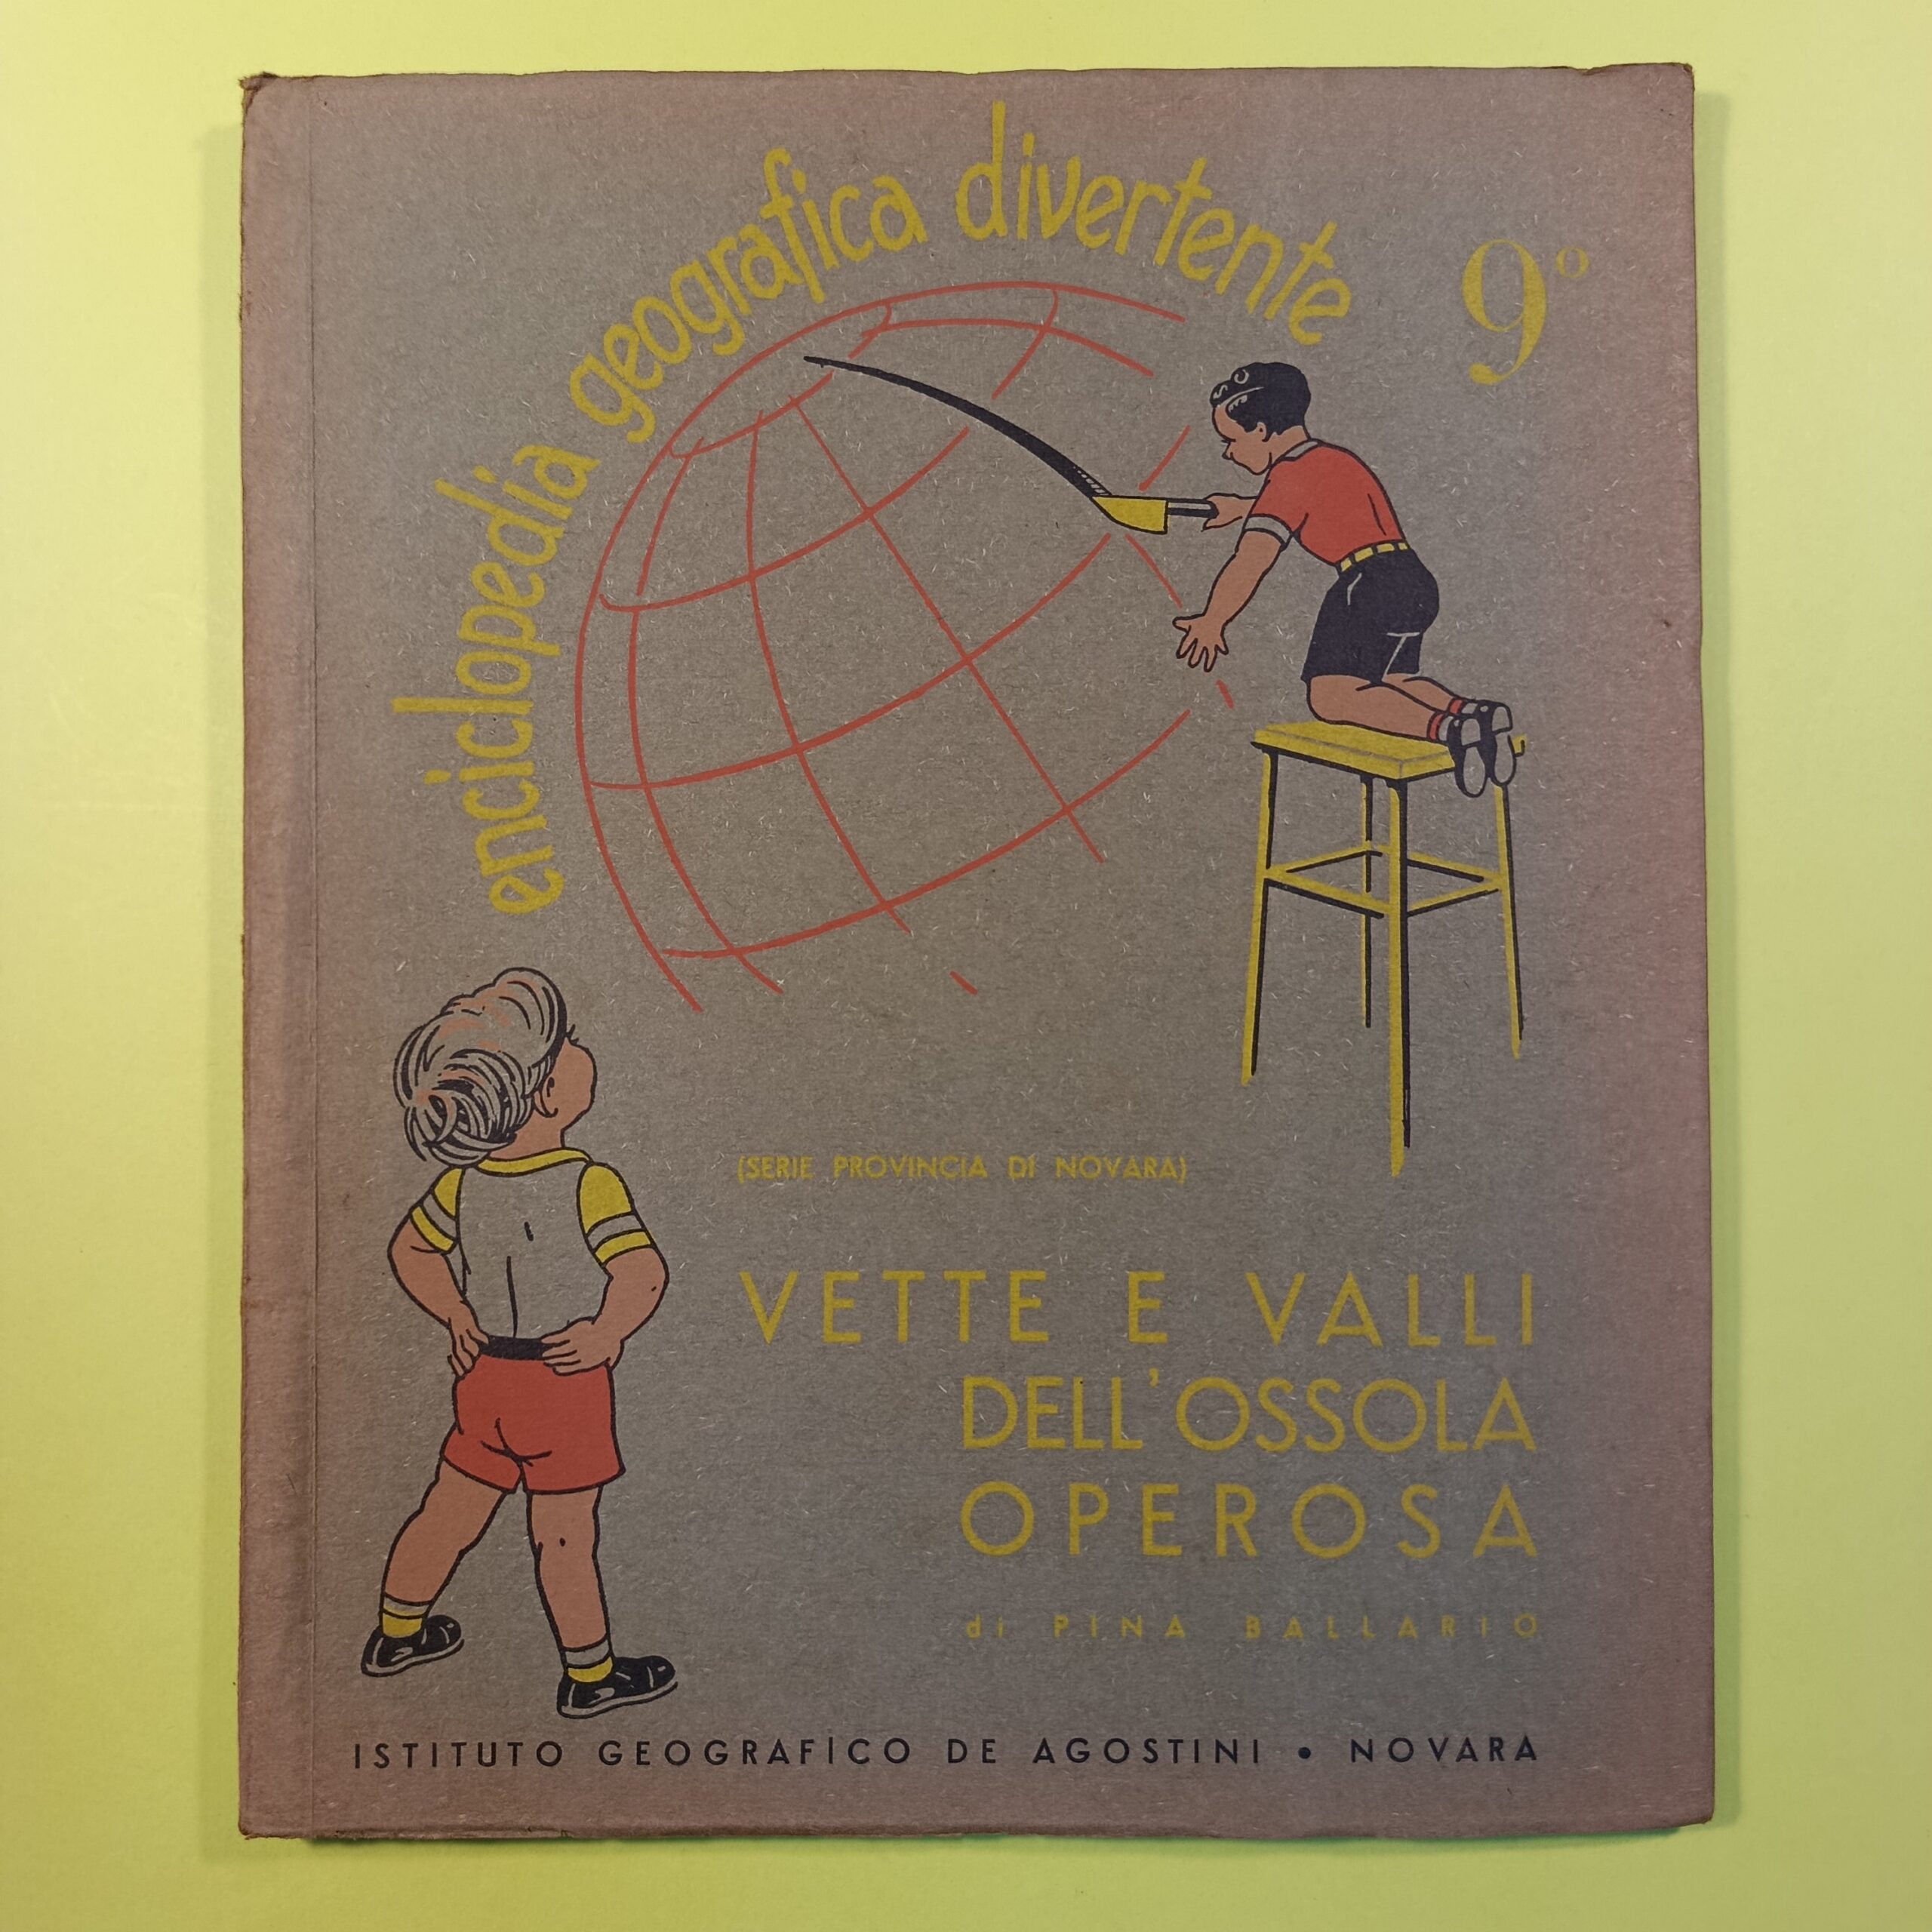 enciclopedia geografica divertente
9º
(SERIE PROVINCIA DI NOVARA)
VETTE E VALLI
DELL'OSSOLA
OPEROSA
di PINA BALLARIO
ISTITUTO GEOGRAFICO DE AGOSTINI • NOVARA